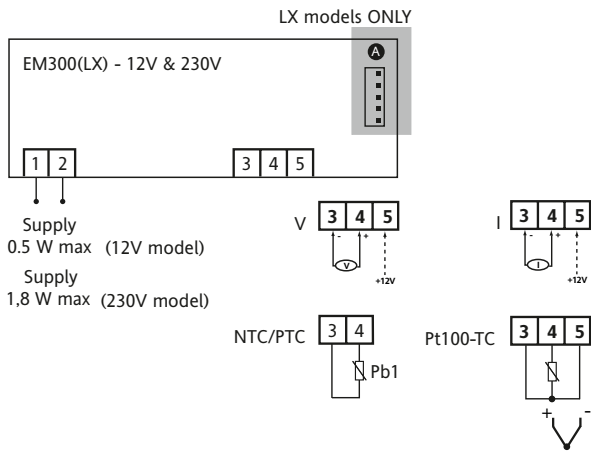 LX models ONLY
A
EM300(LX) - 12V & 230V
1 2 3 4 5
Supply
0.5 W max (12V model)
Supply
1,8 W max (230V model)
V 3 4 5
- +
V
+12V
I 3 4 5
- +
I
+12V
NTC/PTC 3 4
Pb1
Pt100-TC 3 4 5
+ -